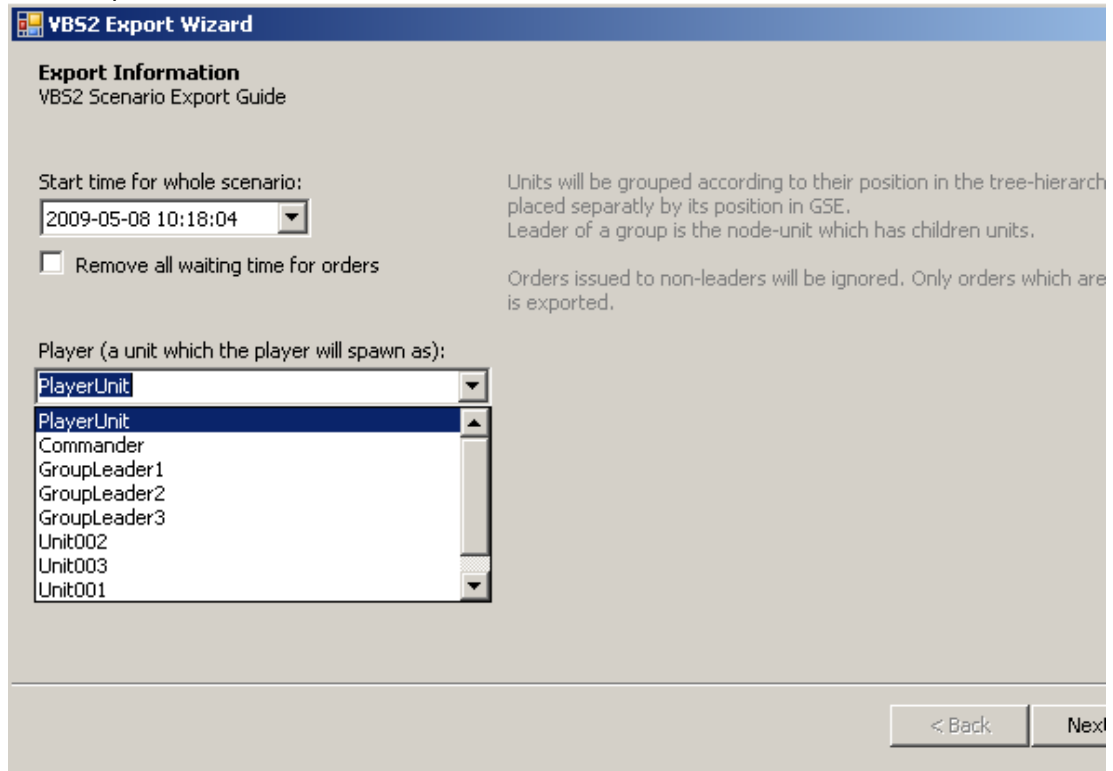 VBS2 Export Wizard
Export Information
VBS2 Scenario Export Guide
Start time for whole scenario:
2009-05-08 10:18:04
Remove all waiting time for orders
Units will be grouped according to their position in the tree-hierarch
placed separatly by its position in GSE.
Leader of a group is the node-unit which has children units.
Orders issued to non-leaders will be ignored. Only orders which are
is exported.
Player (a unit which the player will spawn as):
PlayerUnit
PlayerUnit
Commander
GroupLeader1
GroupLeader2
GroupLeader3
Unit002
Unit003
Unit001
< Back
Next